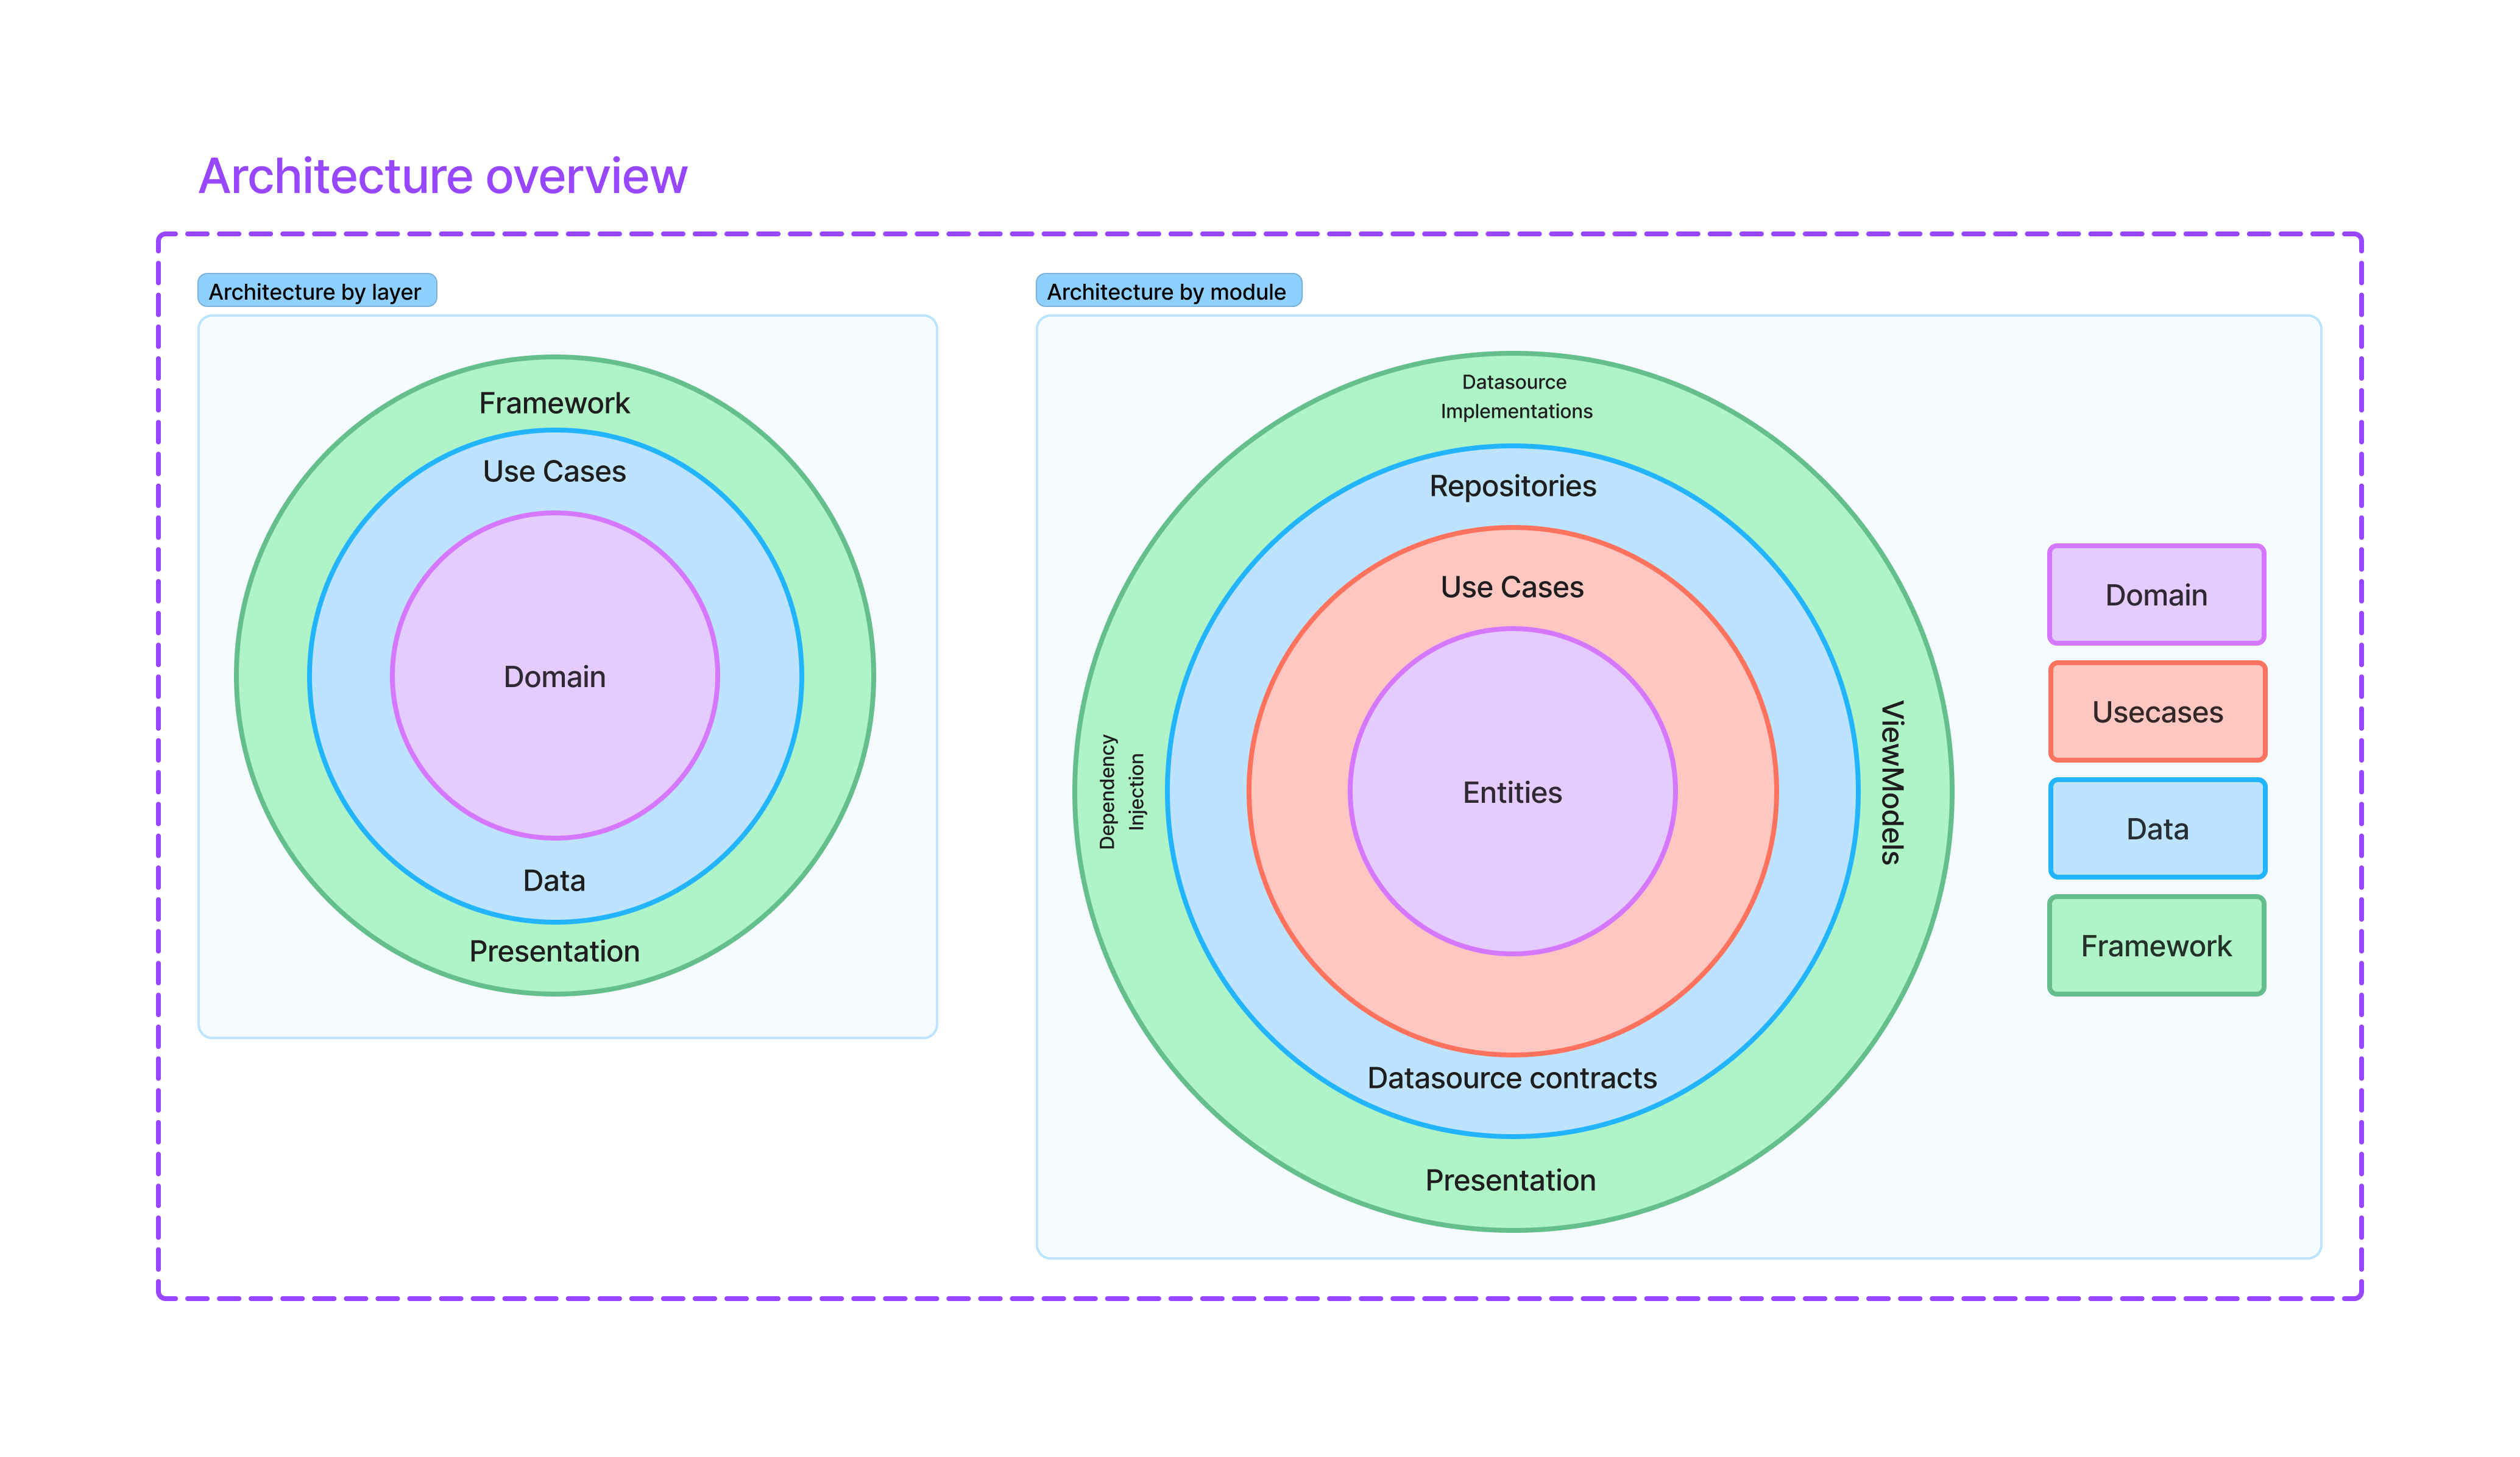 Architecture overview
Architecture by layer
Framework
Use Cases
Domain
Data
Presentation
Architecture by module
Datasource
Implementations
Repositories
Use Cases
Entities
Dependency
Injection
ViewModels
Datasource contracts
Presentation
Domain
Usecases
Data
Framework